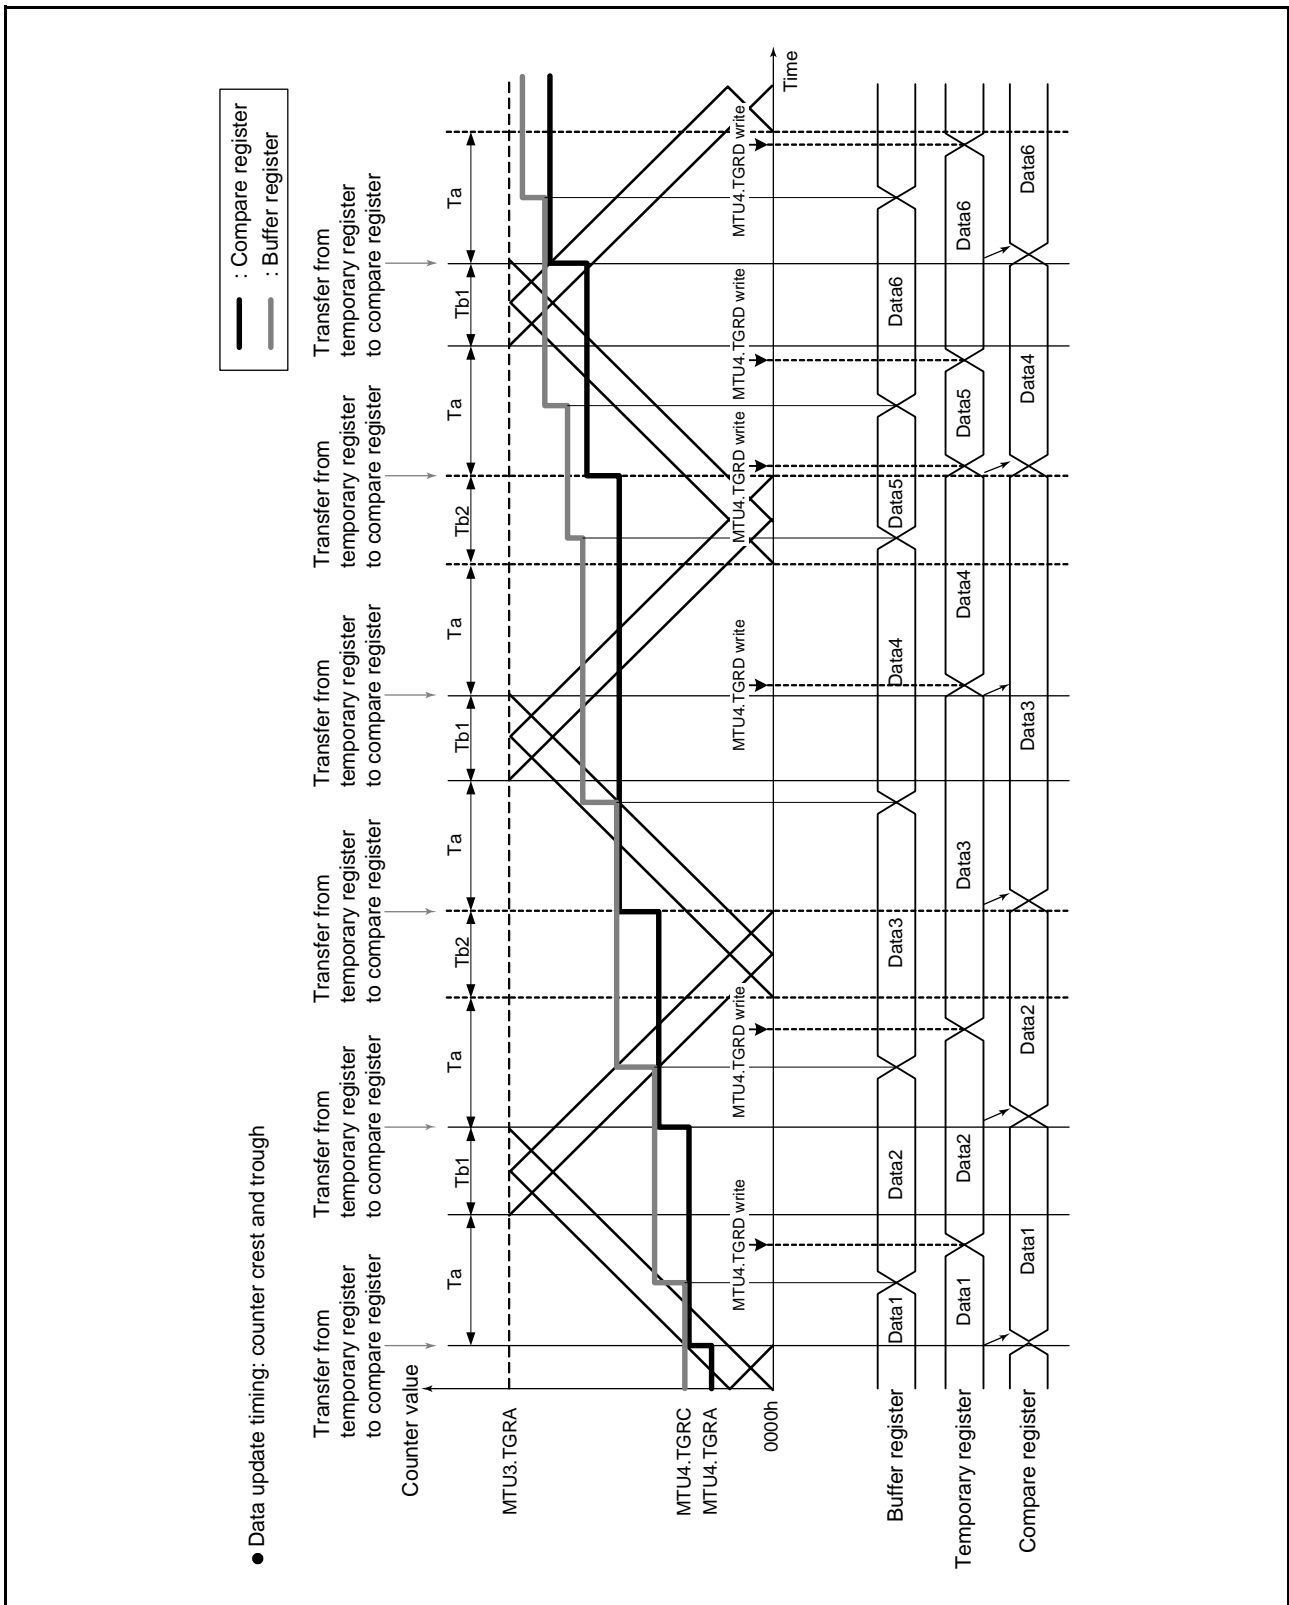 ● Data update timing: counter crest and trough
: Compare register
: Buffer register
Transfer from
temporary register
to compare register
Transfer from
temporary register
to compare register
Transfer from
temporary register
to compare register
Transfer from
temporary register
to compare register
Transfer from
temporary register
to compare register
Transfer from
temporary register
to compare register
Counter value
Ta
Tb1
Ta
Tb2
Ta
Tb1
Ta
Tb2
Ta
Tb1
Ta
MTU3.TGRA
MTU4.TGRC
MTU4.TGRA
MTU4.TGRD write
MTU4.TGRD write
MTU4.TGRD write
MTU4.TGRD write
MTU4.TGRD write
MTU4.TGRD write
0000h
Time
Buffer register
Data1
Data2
Data3
Data4
Data5
Data6
Temporary register
Data1
Data2
Data3
Data4
Data5
Data6
Compare register
Data1
Data2
Data3
Data4
Data6